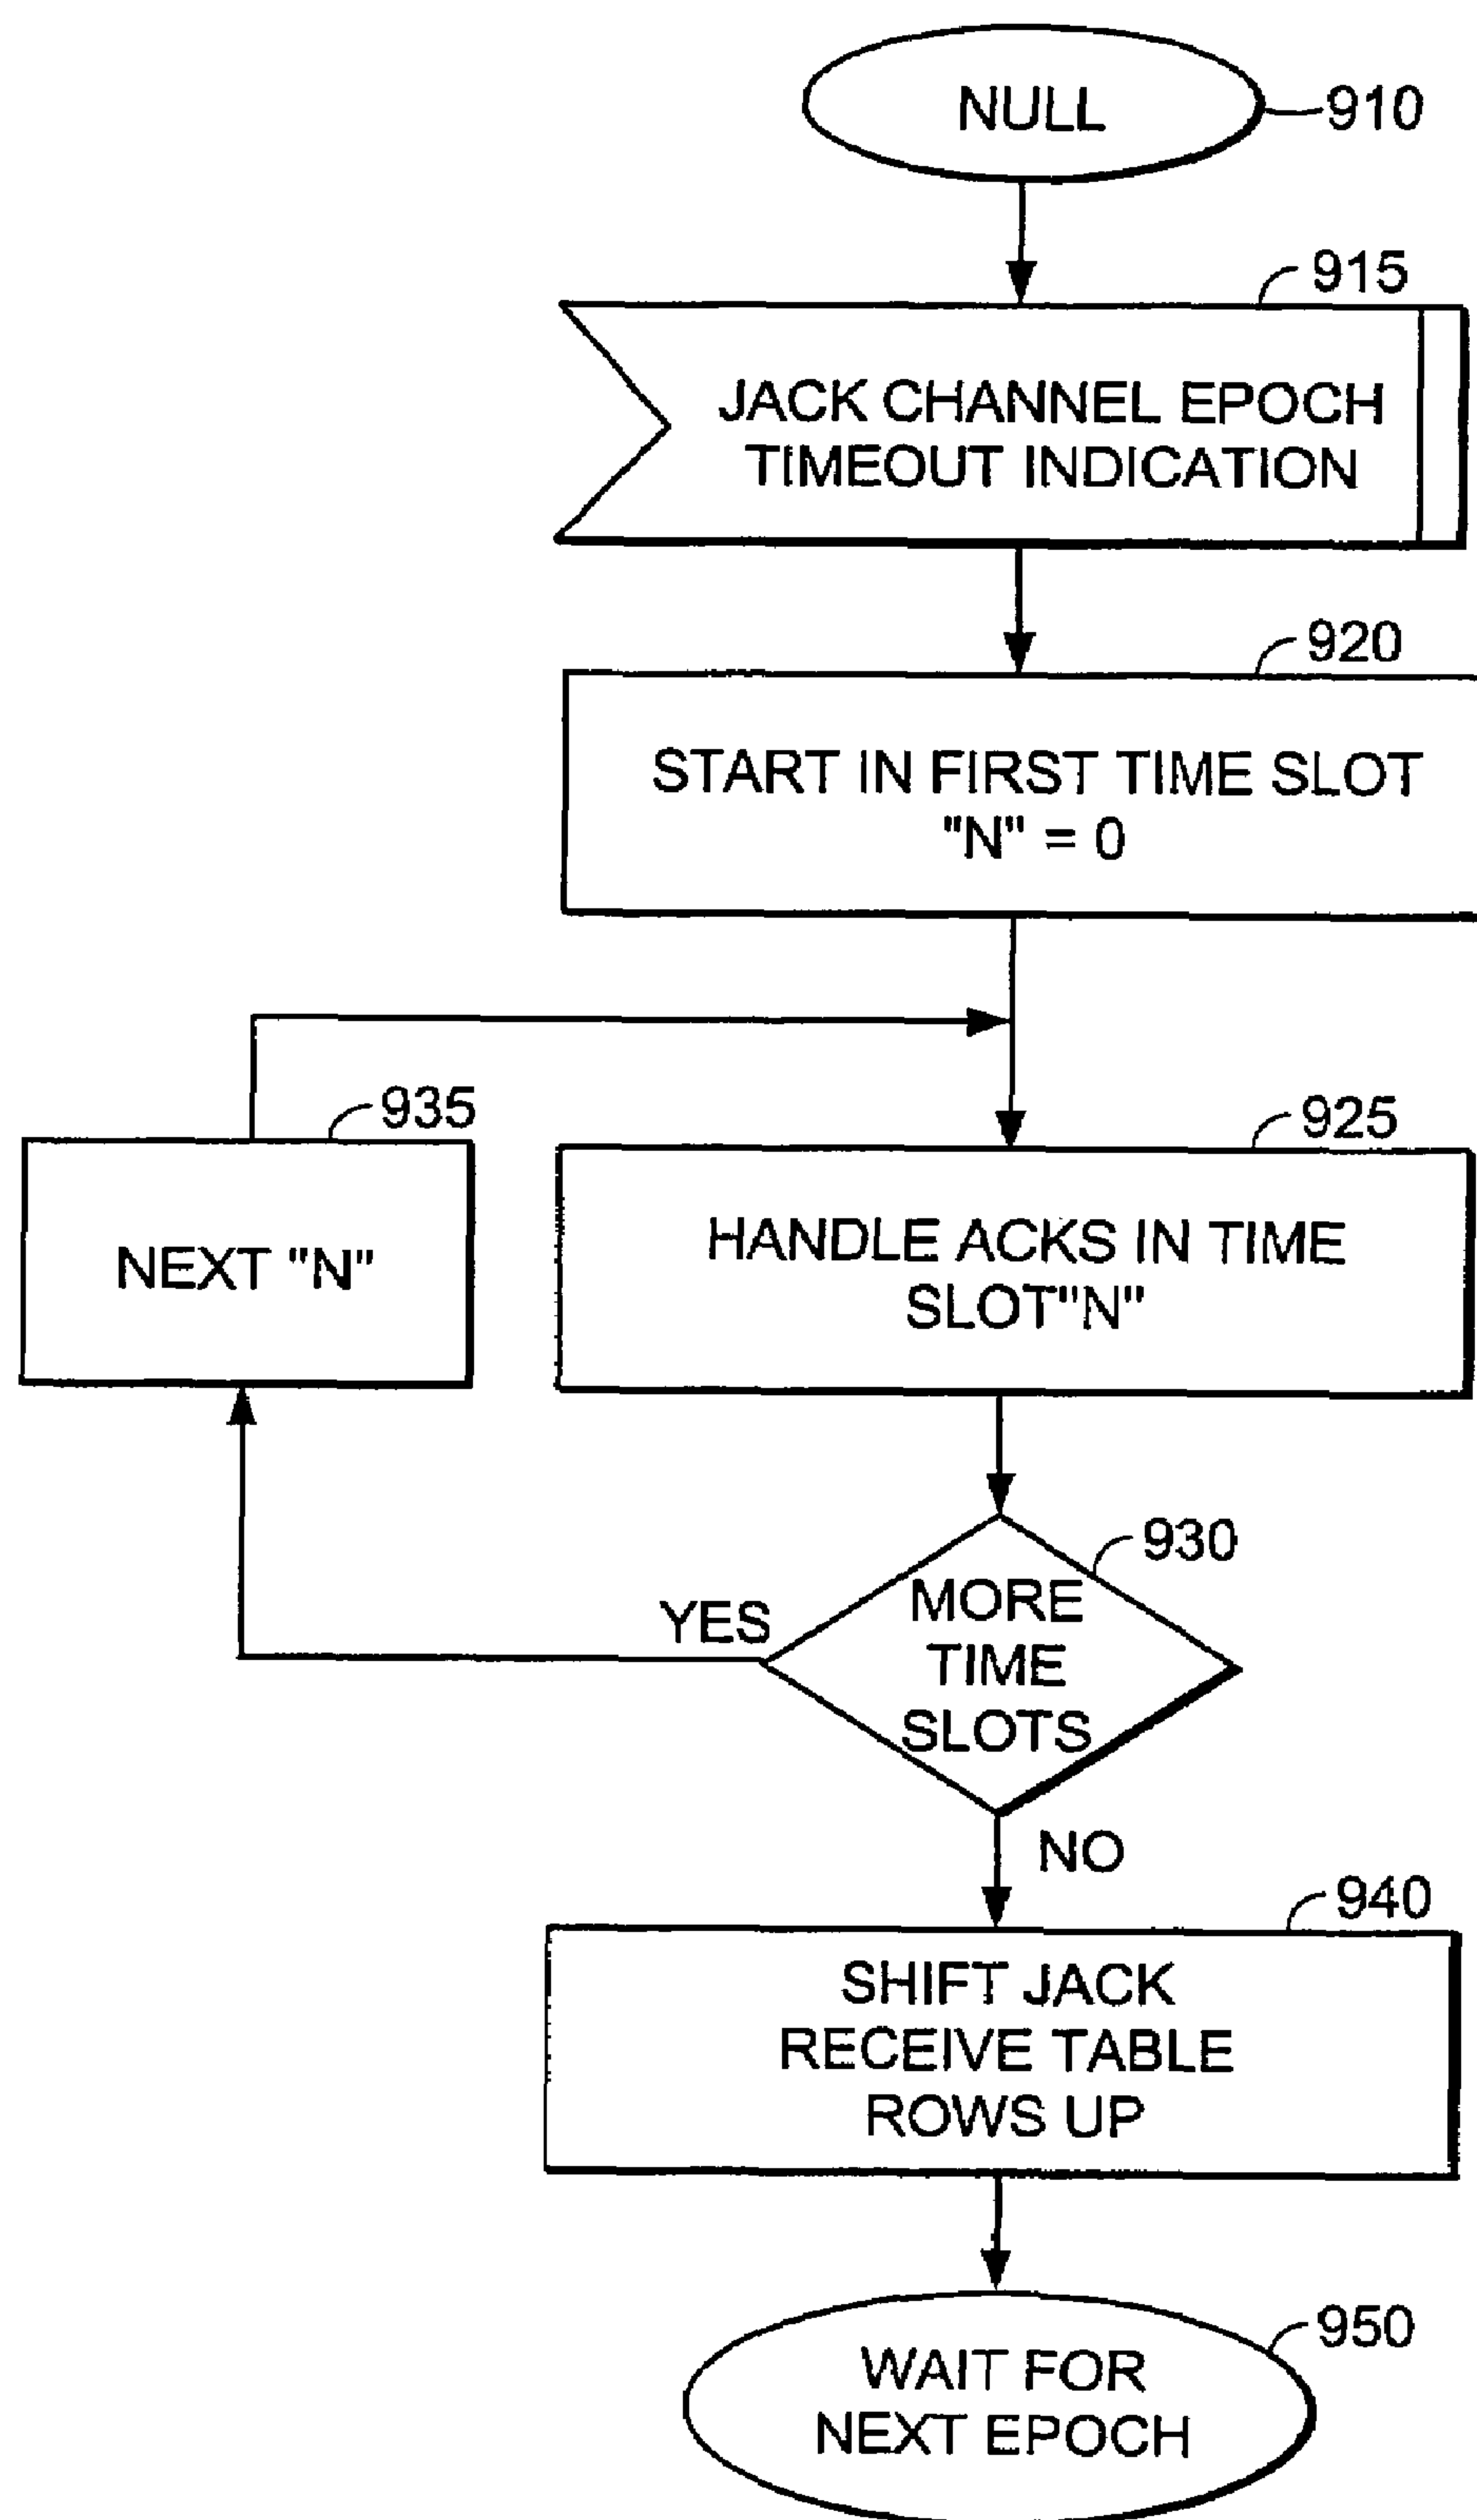 NULL
910
915
JACK CHANNEL EPOCH
TIMEOUT INDICATION
920
START IN FIRST TIME SLOT
"N" = 0
935
NEXT "N"
925
HANDLE ACKS IN TIME
SLOT"N"
930
MORE
TIME
SLOTS
YES
NO
940
SHIFT JACK
RECEIVE TABLE
ROWS UP
950
WAIT FOR
NEXT EPOCH